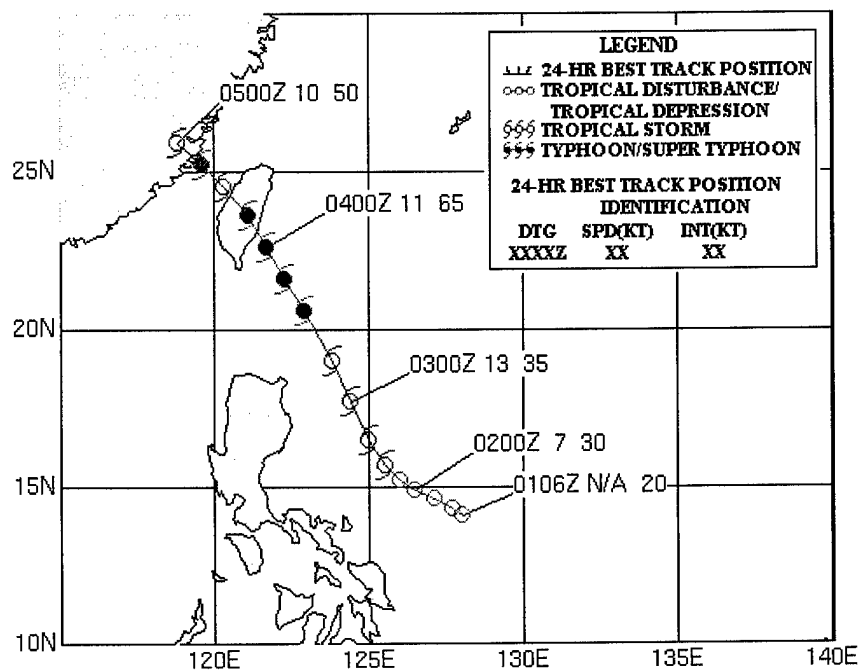 LEGEND
24-HR BEST TRACK POSITION
TROPICAL DISTURBANCE/
TROPICAL DEPRESSION
TROPICAL STORM
TYPHOON/SUPER TYPHOON
24-HR BEST TRACK POSITION
IDENTIFICATION
DTG SPD(KT) INT(KT)
XXXXZ XX XX
0500Z 10 50
25N
0400Z 11 65
20N
0300Z 13 35
0200Z 7 30
15N
0106Z N/A 20
10N
120E 125E 130E 135E 140E